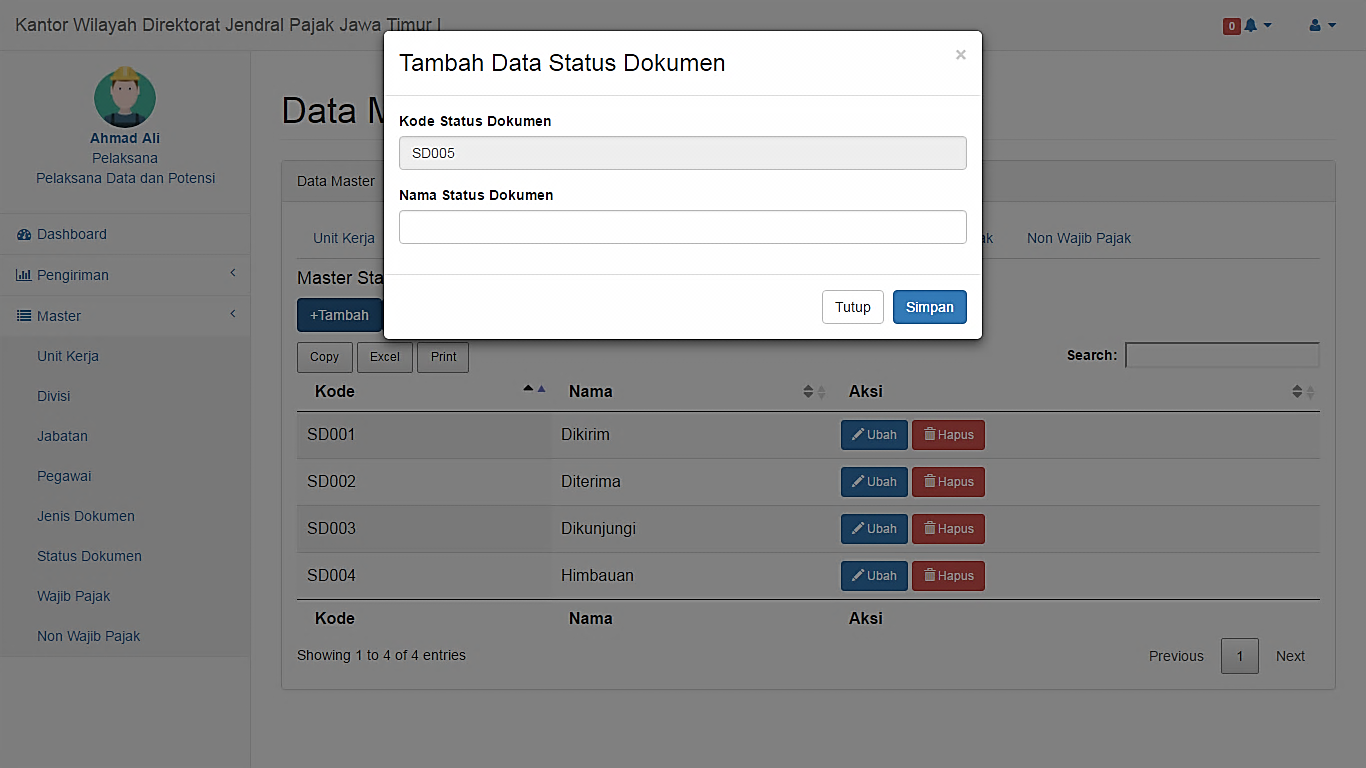 Kantor Wilayah Direktorat Jendral Pajak Jawa Timur I
0
Tambah Data Status Dokumen
×
Kode Status Dokumen
SD005
Nama Status Dokumen
Tutup
Simpan
Ahmad Ali
Pelaksana
Pelaksana Data dan Potensi
Dashboard
Pengiriman
Master
Unit Kerja
Divisi
Jabatan
Pegawai
Jenis Dokumen
Status Dokumen
Wajib Pajak
Non Wajib Pajak
Data
Data Master
Unit Kerja
Non Wajib Pajak
Master
+Tambah
Copy Excel Print
Search:
Kode Nama Aksi
SD001 Dikirim Ubah Hapus
SD002 Diterima Ubah Hapus
SD003 Dikunjungi Ubah Hapus
SD004 Himbauan Ubah Hapus
Kode Nama Aksi
Showing 1 to 4 of 4 entries
Previous 1 Next